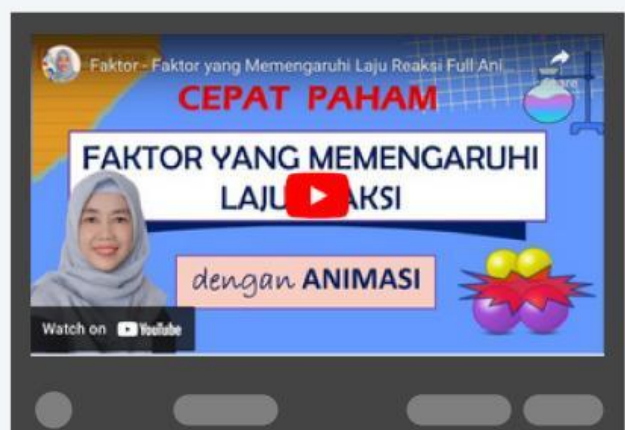 Faktor - Faktor yang Memengaruhi Laju Reaksi Full Ani...
Share
CEPAT PAHAM
FAKTOR YANG MEMENGARUHI
LAJU AKSI
dengan ANIMASI
Watch on YouTube